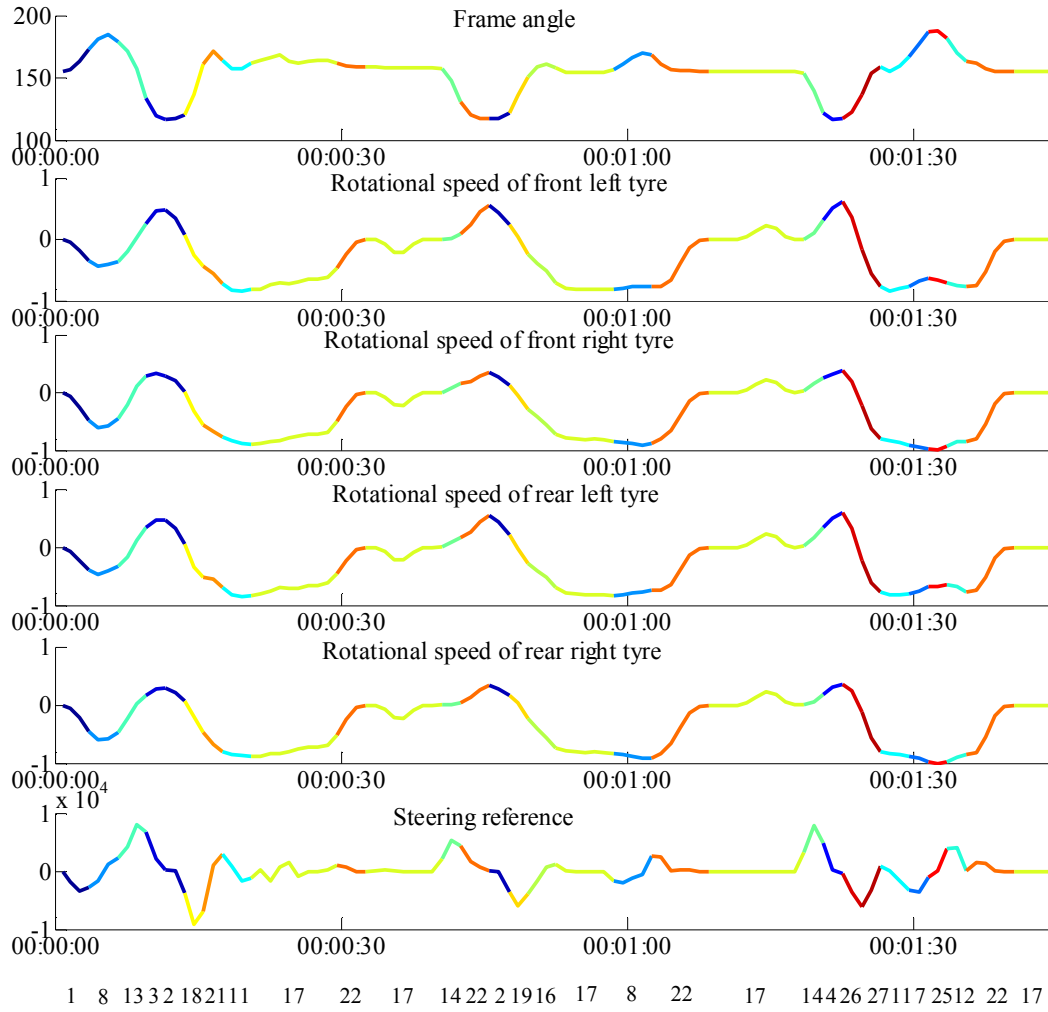 Frame angle
200
150
100
00:00:00 00:00:30 00:01:00 00:01:30
Rotational speed of front left tyre
1
0
-1
00:00:00 00:00:30 00:01:00 00:01:30
Rotational speed of front right tyre
1
0
-1
00:00:00 00:00:30 00:01:00 00:01:30
Rotational speed of rear left tyre
1
0
-1
00:00:00 00:00:30 00:01:00 00:01:30
Rotational speed of rear right tyre
1
0
-1
00:00:00 00:00:30 00:01:00 00:01:30
x 10^4
Steering reference
1
0
-1
00:00:00 00:00:30 00:01:00 00:01:30
1 8 13 3 2 18 21 11 17 22 17 14 22 2 19 16 17 8 22 17 14 4 26 27 11 7 25 12 22 17